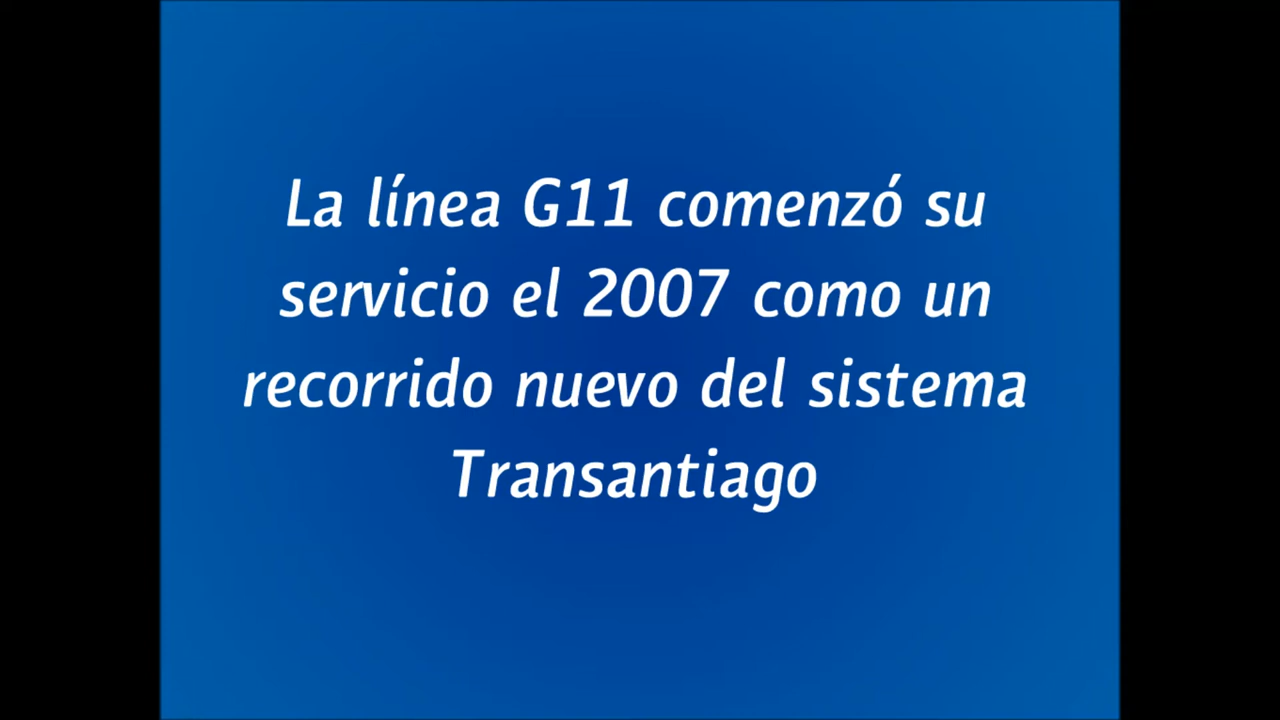 La línea G11 comenzó su
servicio el 2007 como un
recorrido nuevo del sistema
Transantiago